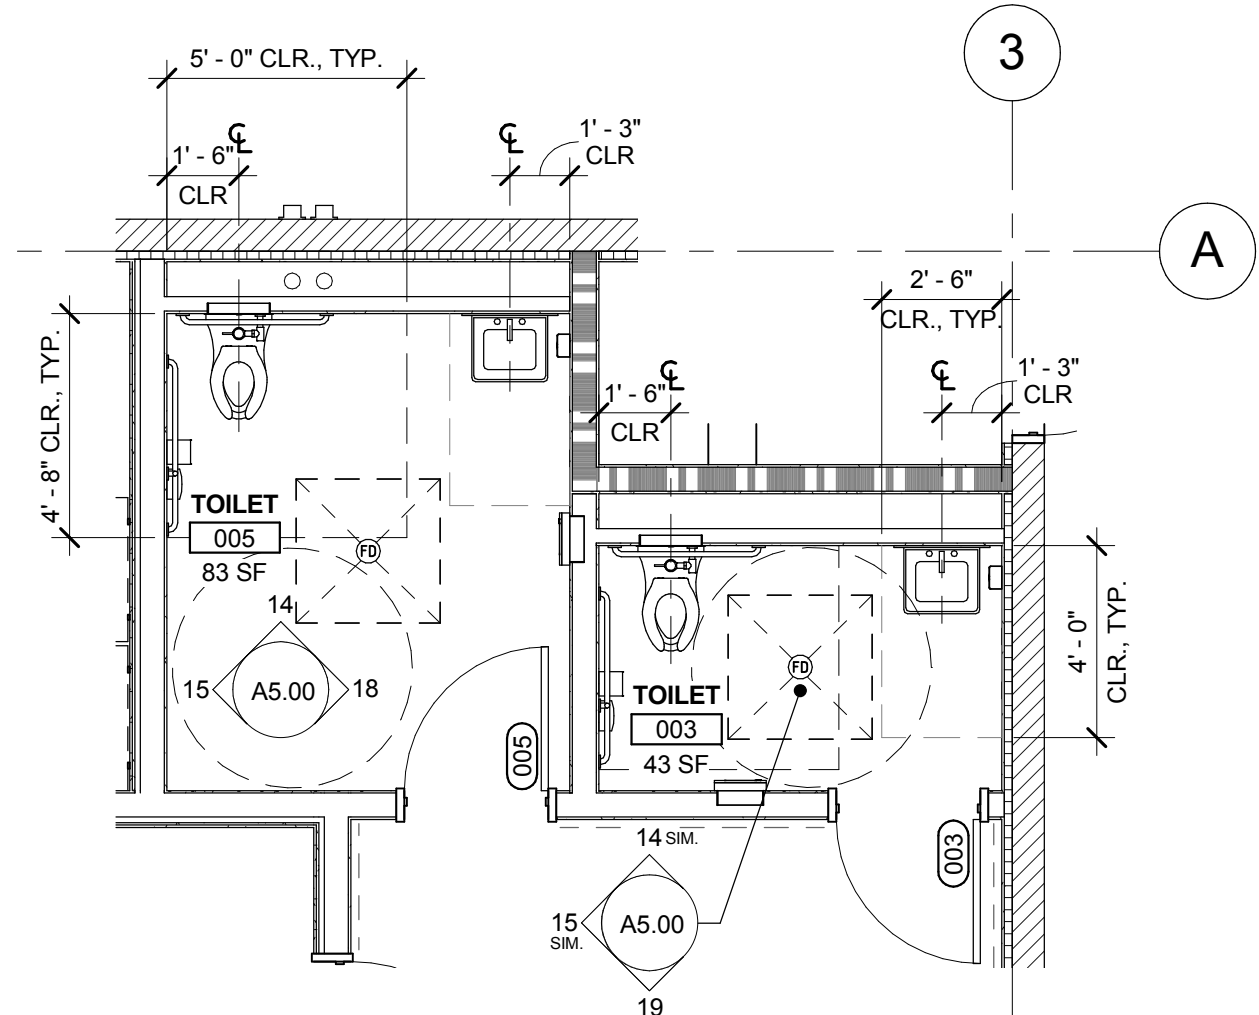 5' - 0" CLR., TYP.
3
1' - 6"
CLR
℄
℄
1' - 3"
CLR
A
2' - 6"
CLR., TYP.
4' - 8" CLR., TYP.
1' - 6"
CLR
℄
℄
1' - 3"
CLR
TOILET
005
83 SF
FD
14
15
A5.00
18
005
TOILET
003
43 SF
FD
4' - 0"
CLR., TYP.
003
14 SIM.
15
SIM.
A5.00
19